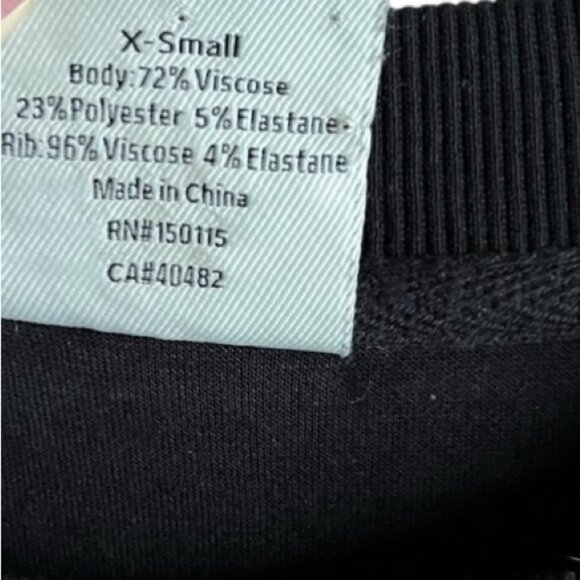 X-Small
Body:72% Viscose
23%Polyester 5%Elastane-
Rib:96% Viscose 4% Elastane
Made in China
RN#150115
CA#40482